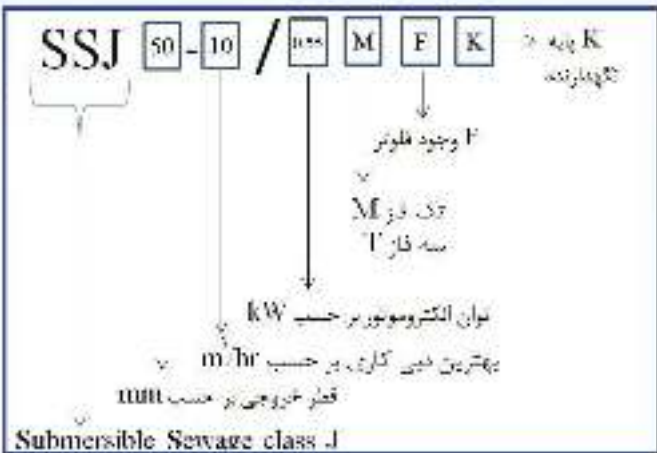 SSJ 50 - 10 / 0.55 M F K
K پایه
نگهدارنده
F وجود فلوتر
M تک فاز
T سه فاز
توان الکتروموتور بر حسب kW
بهترین دبی کاری بر حسب m³/hr
قطر خروجی بر حسب mm
Submersible Sewage class J